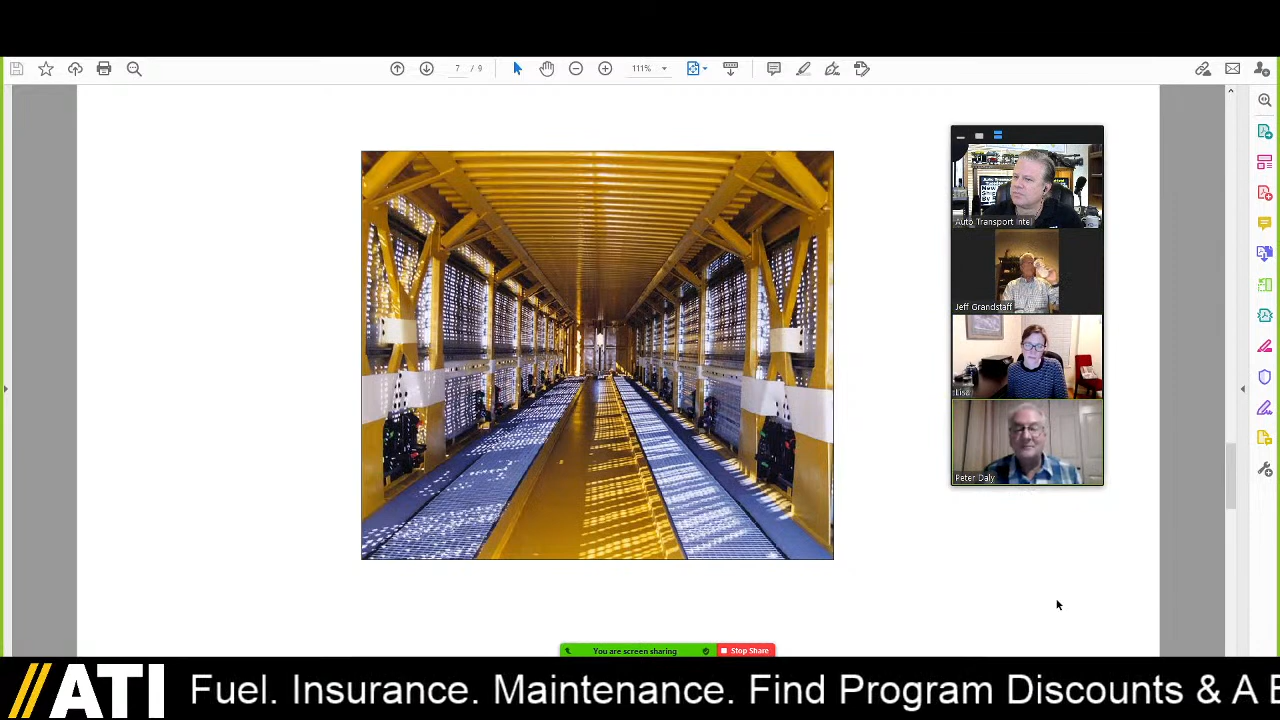 7 / 9
111%
Auto Transport Intel
Jeff Grandstaff
Lisa
Peter Daly
You are screen sharing
Stop Share
ATI
Fuel. Insurance. Maintenance. Find Program Discounts & A B